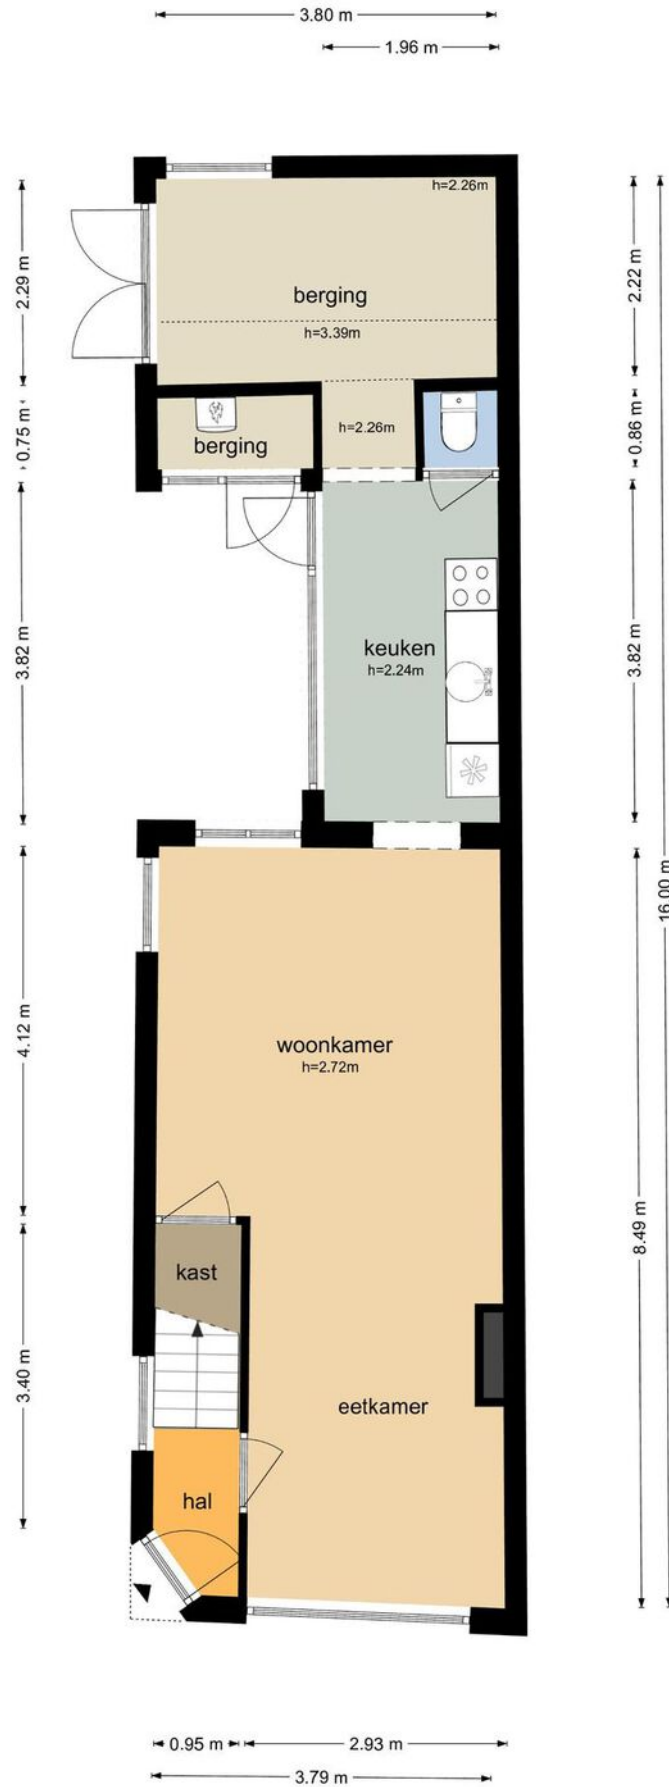 3.80 m
1.96 m
h=2.26m
2.29 m
2.22 m
berging
h=3.39m
0.75 m
berging
h=2.26m
0.86 m
3.82 m
keuken
h=2.24m
3.82 m
16.00 m
4.12 m
woonkamer
h=2.72m
8.49 m
kast
3.40 m
eetkamer
hal
0.95 m
2.93 m
3.79 m